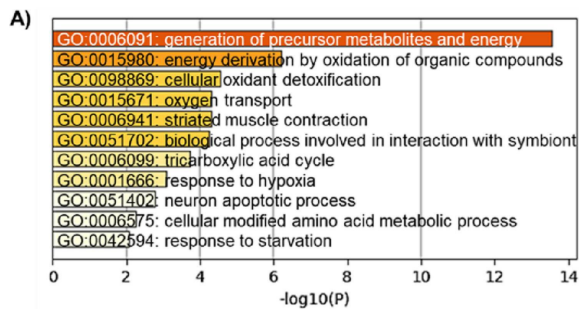 A)
GO:0006091: generation of precursor metabolites and energy
GO:0015980: energy derivation by oxidation of organic compounds
GO:0098869: cellular oxidant detoxification
GO:0015671: oxygen transport
GO:0006941: striated muscle contraction
GO:0051702: biological process involved in interaction with symbiont
GO:0006099: tricarboxylic acid cycle
GO:0001666: response to hypoxia
GO:0051402: neuron apoptotic process
GO:0006575: cellular modified amino acid metabolic process
GO:0042594: response to starvation
0 2 4 6 8 10 12 14
-log10(P)